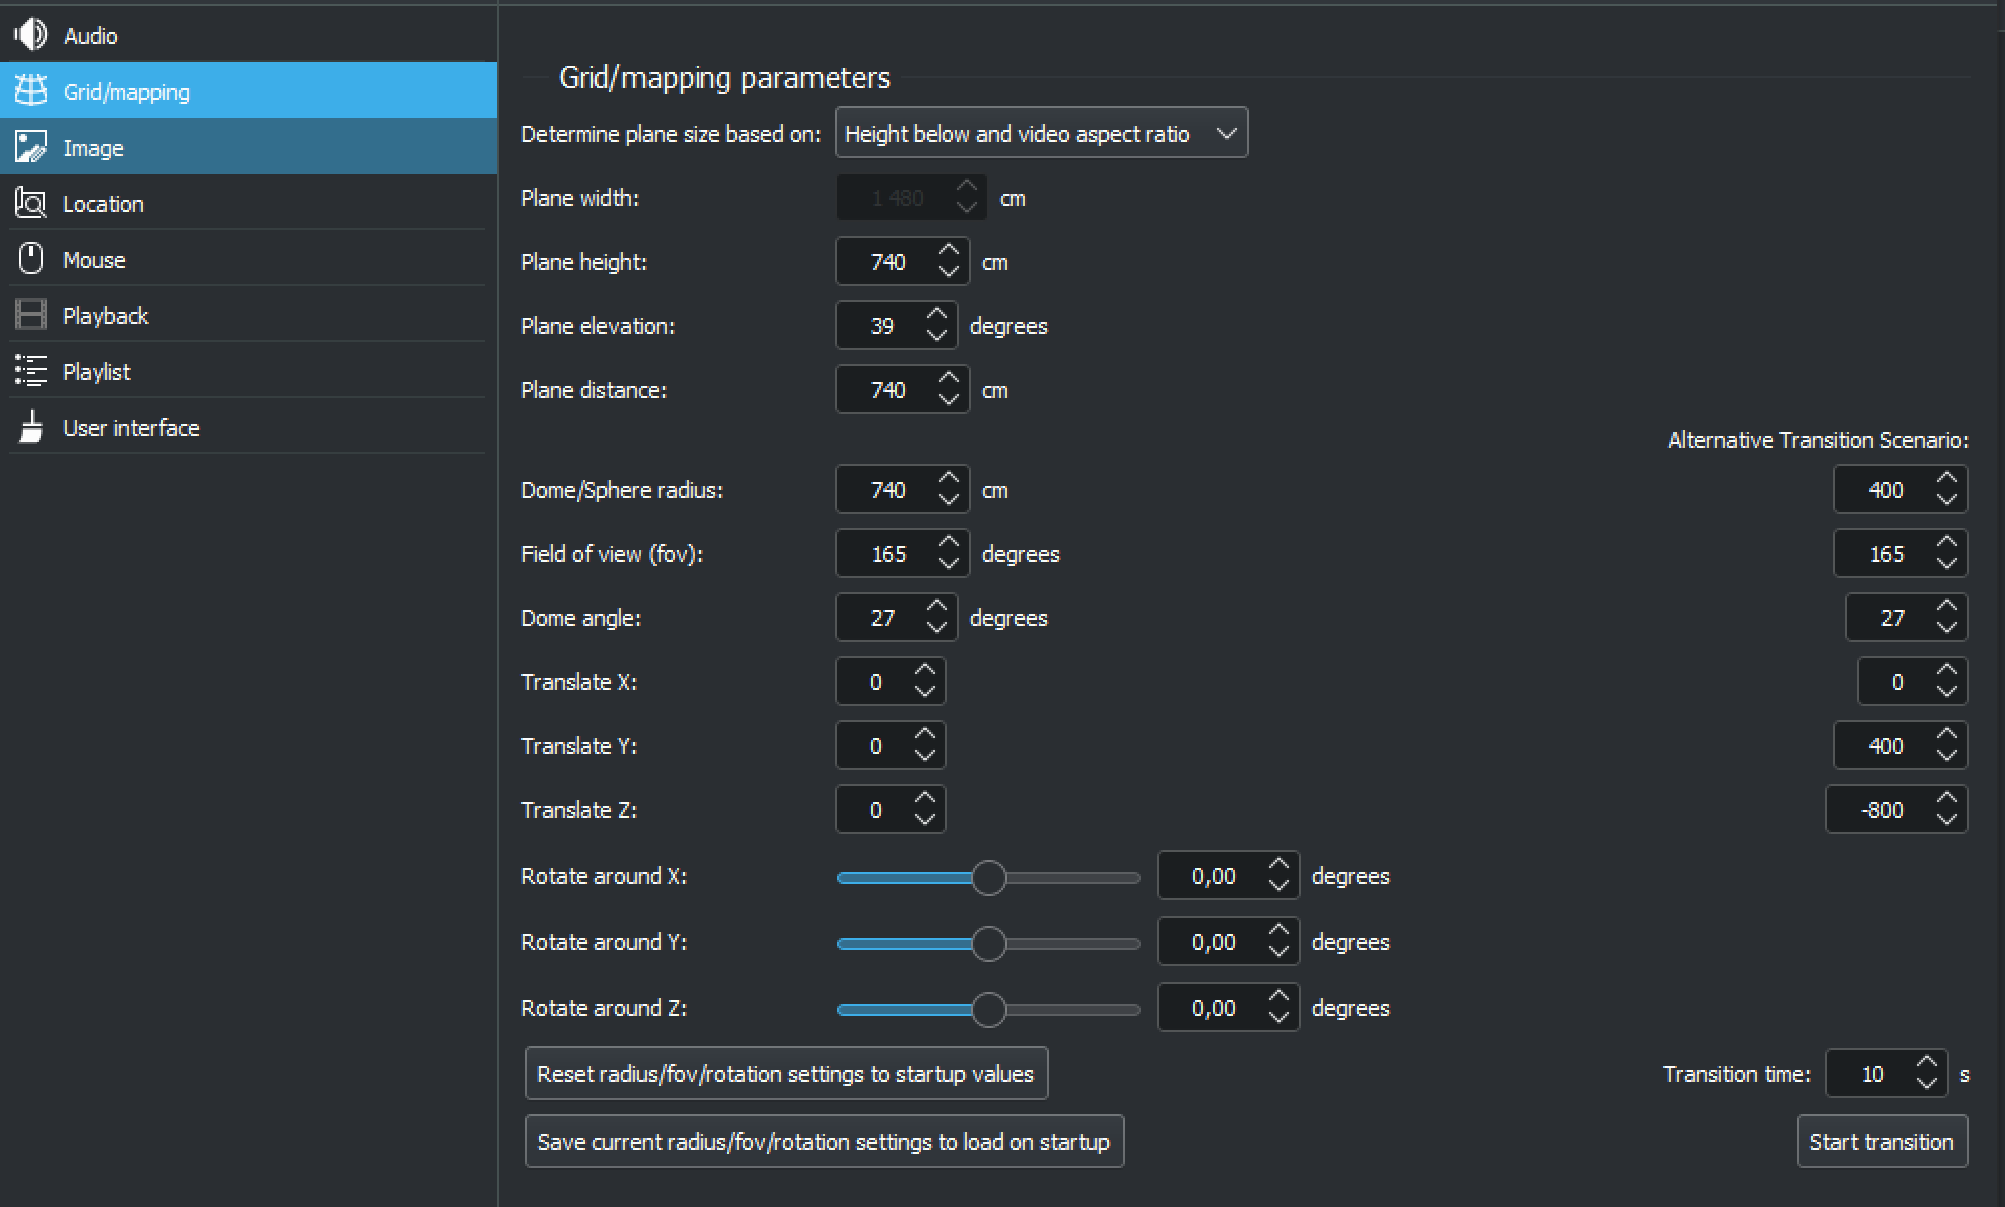 Audio
Grid/mapping
Image
Location
Mouse
Playback
Playlist
User interface
Grid/mapping parameters
Determine plane size based on: Height below and video aspect ratio
Plane width: 1 480 cm
Plane height: 740 cm
Plane elevation: 39 degrees
Plane distance: 740 cm
Alternative Transition Scenario:
Dome/Sphere radius: 740 cm 400
Field of view (fov): 165 degrees 165
Dome angle: 27 degrees 27
Translate X: 0 0
Translate Y: 0 400
Translate Z: 0 -800
Rotate around X: 0,00 degrees
Rotate around Y: 0,00 degrees
Rotate around Z: 0,00 degrees
Reset radius/fov/rotation settings to startup values Transition time: 10 s
Save current radius/fov/rotation settings to load on startup Start transition